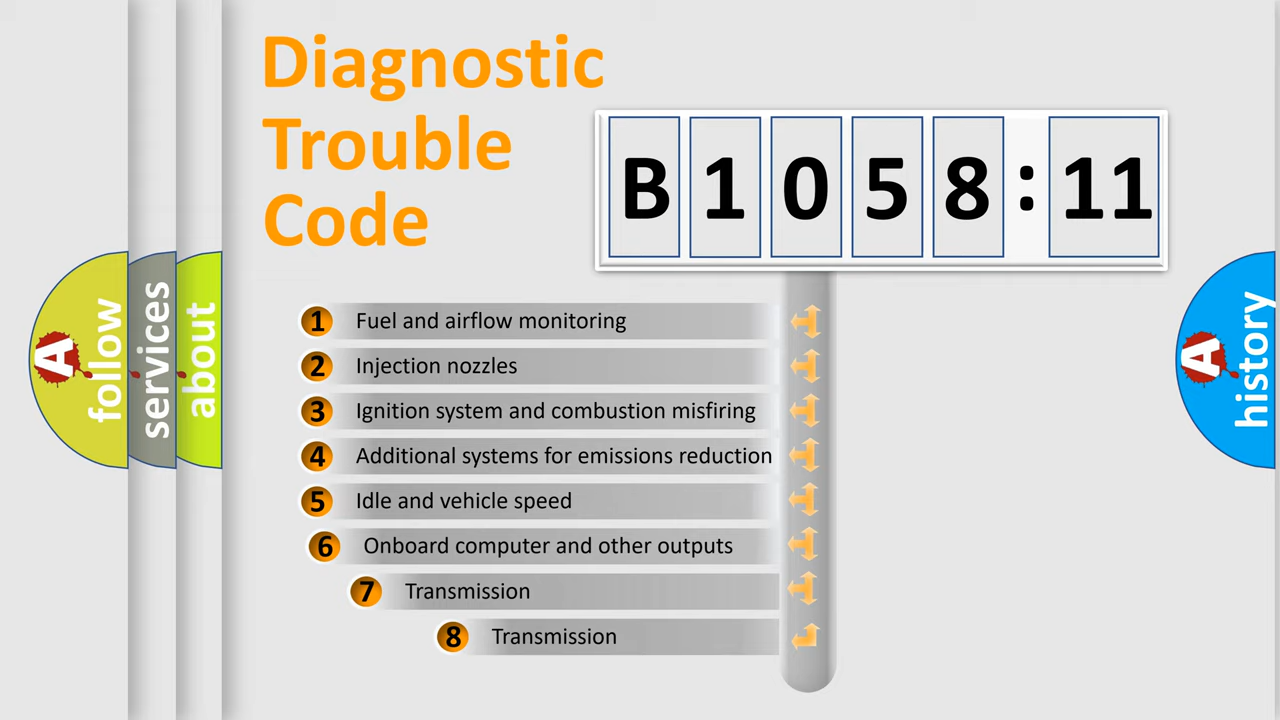 Diagnostic
Trouble
Code
B 1 0 5 8 : 11
1 Fuel and airflow monitoring
2 Injection nozzles
3 Ignition system and combustion misfiring
4 Additional systems for emissions reduction
5 Idle and vehicle speed
6 Onboard computer and other outputs
7 Transmission
8 Transmission
A follow
services
about
A history